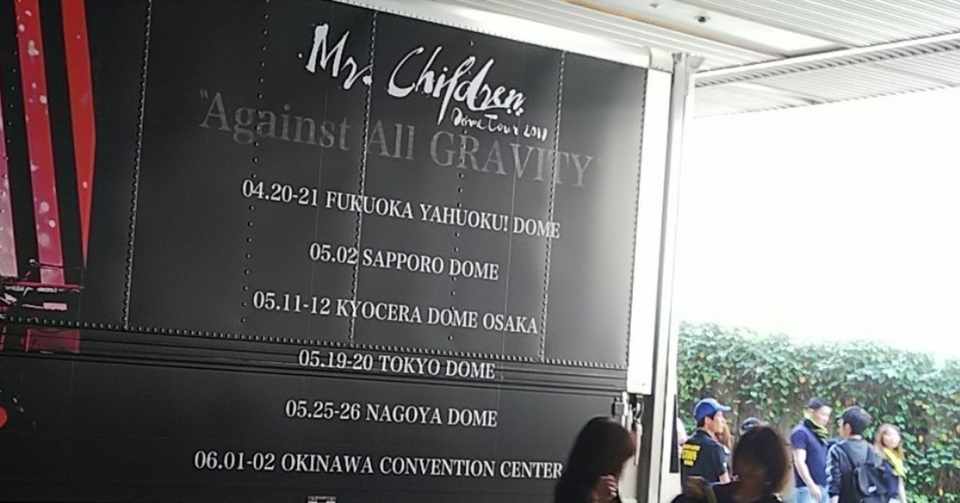 Mr. Children
Dome Tour 2019
"Against All GRAVITY
04.20-21 FUKUOKA YAHUOKU! DOME
05.02 SAPPORO DOME
05.11-12 KYOCERA DOME OSAKA
05.19-20 TOKYO DOME
05.25-26 NAGOYA DOME
06.01-02 OKINAWA CONVENTION CENTER